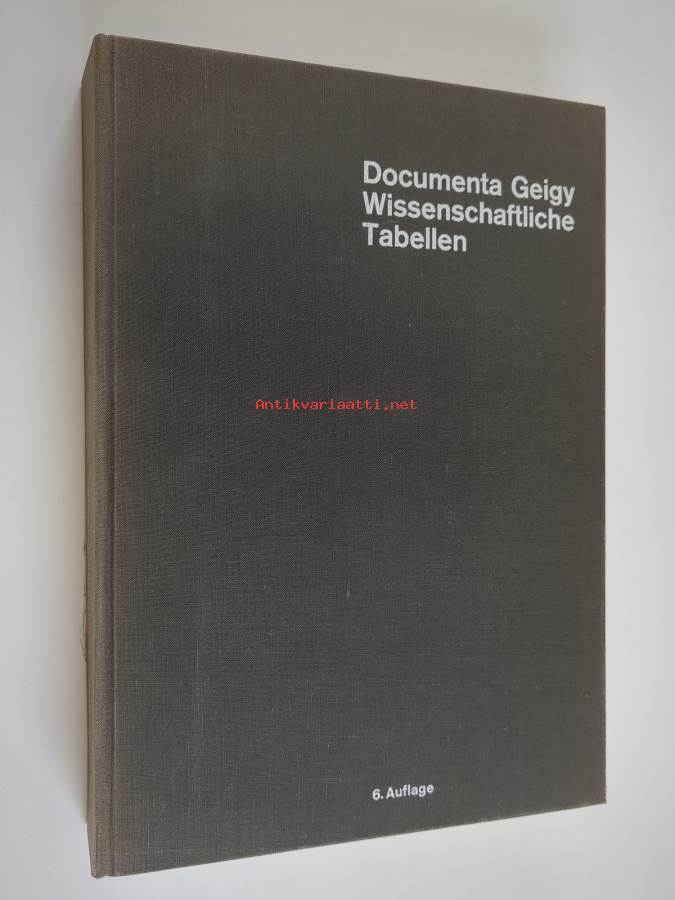 Documenta Geigy
Wissenschaftliche
Tabellen
Antikvariaatti.net
6. Auflage